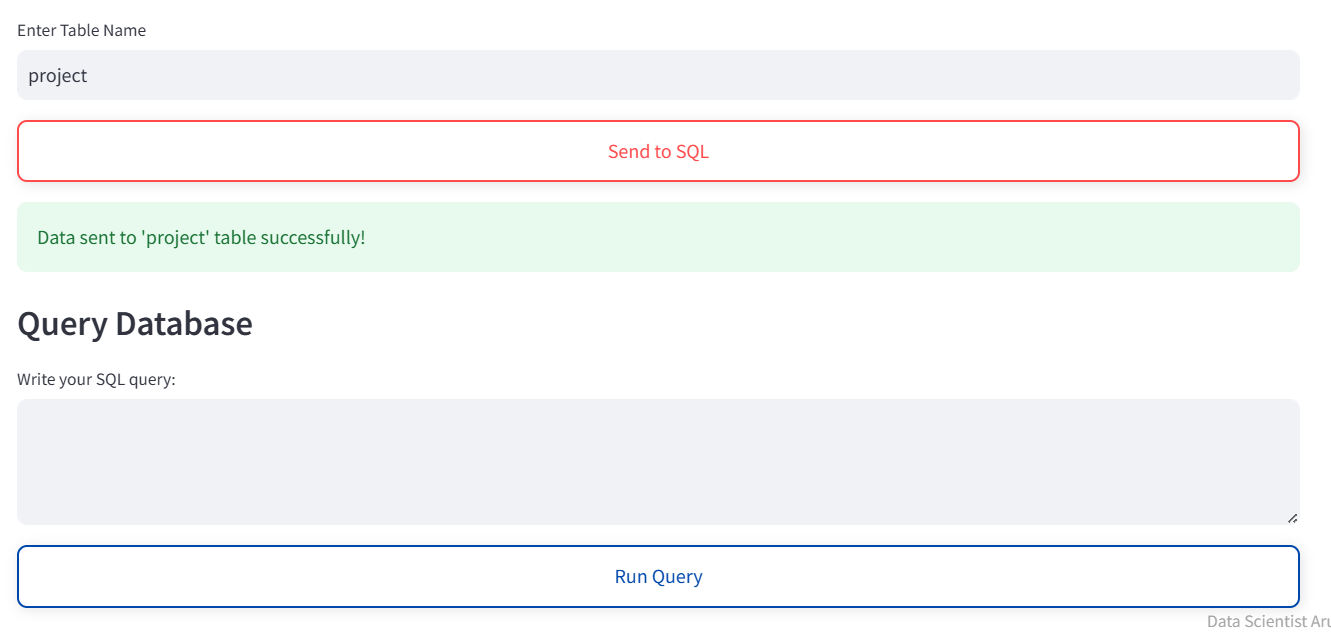 Enter Table Name
project
Send to SQL
Data sent to 'project' table successfully!
Query Database
Write your SQL query:
Run Query
Data Scientist